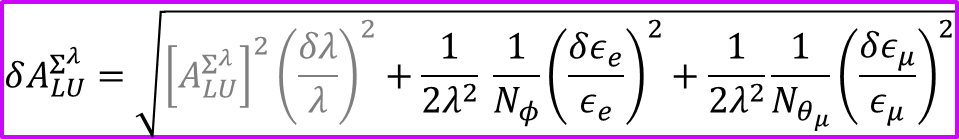 δA_{LU}^{Σ^λ} = √([A_{LU}^{Σ^λ}]^2 (δλ/λ)^2 + 1/(2λ^2) 1/N_ϕ (δϵ_e/ϵ_e)^2 + 1/(2λ^2) 1/N_{θ_μ} (δϵ_μ/ϵ_μ)^2)